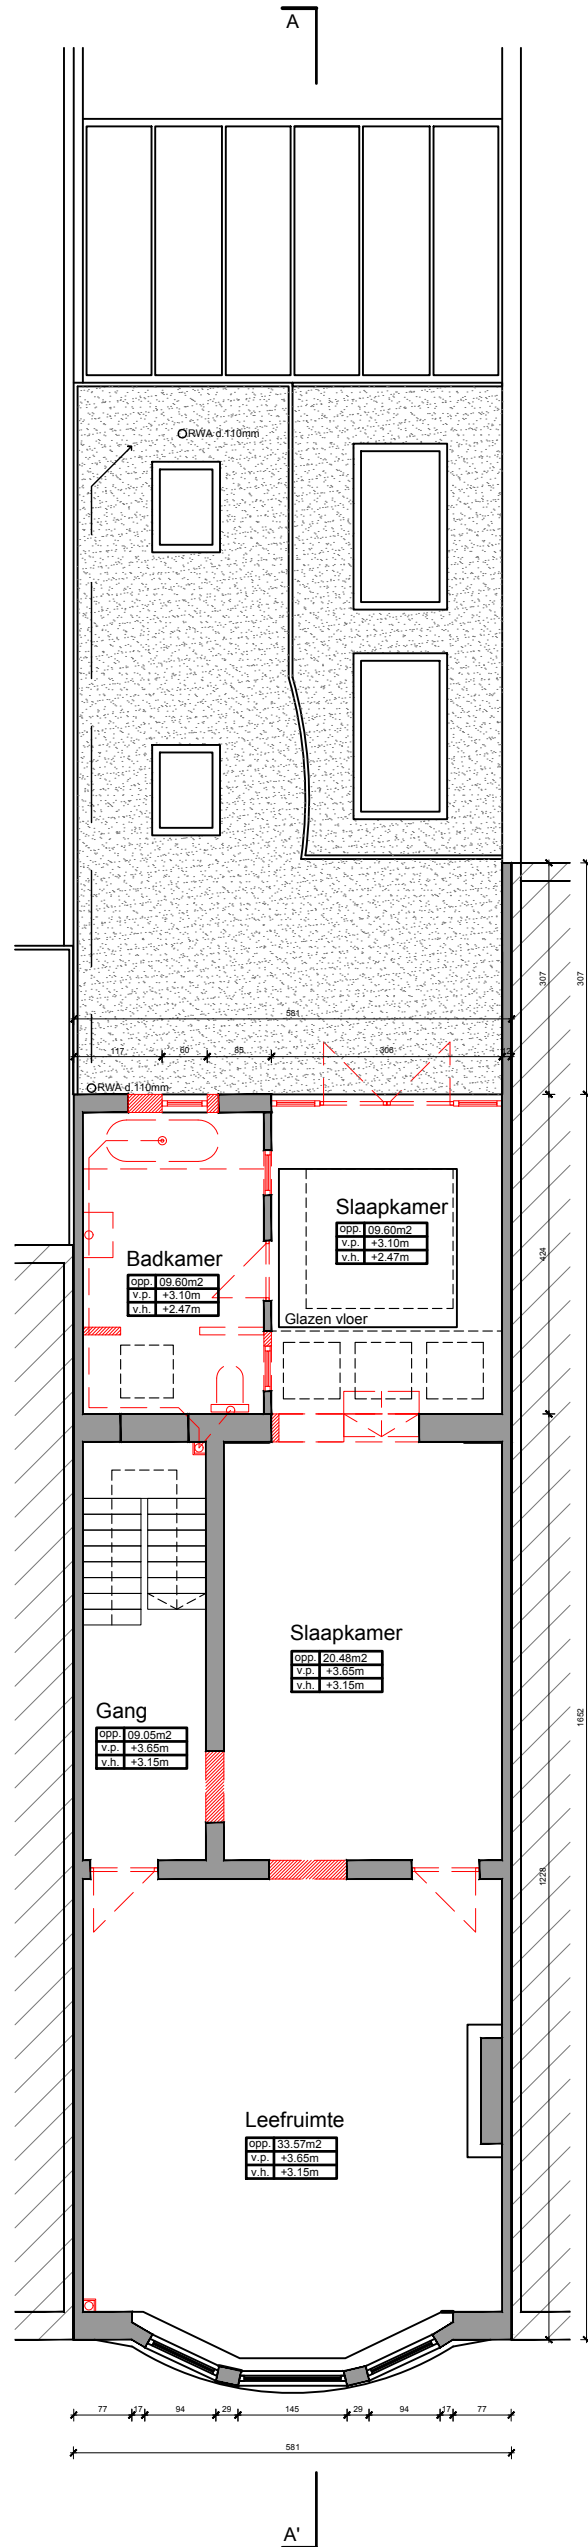 A
RWA d.110mm
307
307
581
117
60
85
306
RWA d.110mm
Slaapkamer
opp. 09.60m2
v.p. +3.10m
v.h. +2.47m
Badkamer
opp. 09.60m2
v.p. +3.10m
v.h. +2.47m
424
Glazen vloer
Slaapkamer
opp. 20.48m2
v.p. +3.65m
v.h. +3.15m
Gang
opp. 09.05m2
v.p. +3.65m
v.h. +3.15m
1652
1228
Leefruimte
opp. 33.57m2
v.p. +3.65m
v.h. +3.15m
77 17 94 29 145 29 94 17 77
581
A'